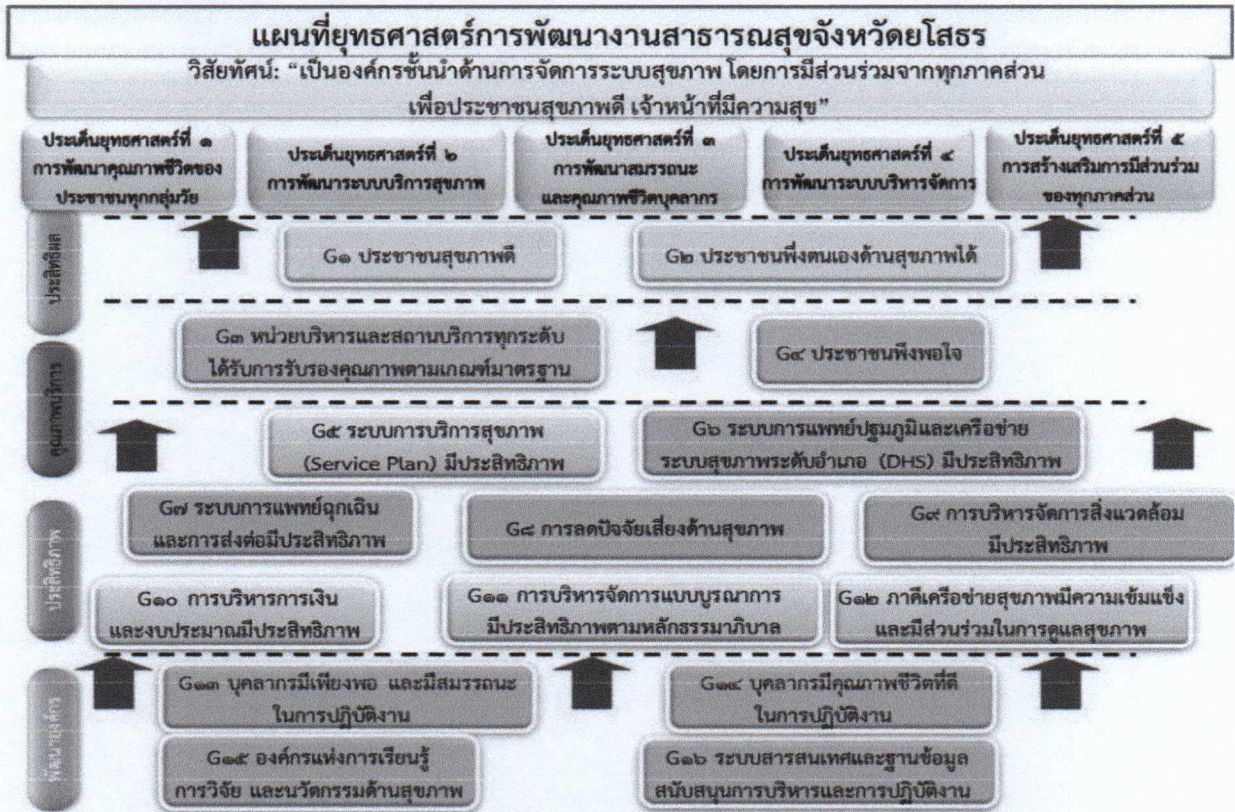 แผนที่ยุทธศาสตร์การพัฒนางานสาธารณสุขจังหวัดยโสธร
วิสัยทัศน์: “เป็นองค์กรชั้นนำด้านการจัดการระบบสุขภาพ โดยการมีส่วนร่วมจากทุกภาคส่วน
เพื่อประชาชนสุขภาพดี เจ้าหน้าที่มีความสุข”
ประเด็นยุทธศาสตร์ที่ ๑
การพัฒนาคุณภาพชีวิตของ
ประชาชนทุกกลุ่มวัย
ประเด็นยุทธศาสตร์ที่ ๒
การพัฒนาระบบบริการสุขภาพ
ประเด็นยุทธศาสตร์ที่ ๓
การพัฒนาสมรรถนะ
และคุณภาพชีวิตบุคลากร
ประเด็นยุทธศาสตร์ที่ ๔
การพัฒนาระบบบริหารจัดการ
ประเด็นยุทธศาสตร์ที่ ๕
การสร้างเสริมการมีส่วนร่วม
ของทุกภาคส่วน
ประสิทธิผล
G๑ ประชาชนสุขภาพดี
G๒ ประชาชนพึ่งตนเองด้านสุขภาพได้
คุณภาพบริการ
G๓ หน่วยบริหารและสถานบริการทุกระดับ
ได้รับการรับรองคุณภาพตามเกณฑ์มาตรฐาน
G๔ ประชาชนพึงพอใจ
G๕ ระบบการบริการสุขภาพ
(Service Plan) มีประสิทธิภาพ
G๖ ระบบการแพทย์ปฐมภูมิและเครือข่าย
ระบบสุขภาพระดับอำเภอ (DHS) มีประสิทธิภาพ
ประสิทธิภาพ
G๗ ระบบการแพทย์ฉุกเฉิน
และการส่งต่อมีประสิทธิภาพ
G๘ การลดปัจจัยเสี่ยงด้านสุขภาพ
G๙ การบริหารจัดการสิ่งแวดล้อม
มีประสิทธิภาพ
G๑๐ การบริหารการเงิน
และงบประมาณมีประสิทธิภาพ
G๑๑ การบริหารจัดการแบบบูรณาการ
มีประสิทธิภาพตามหลักธรรมาภิบาล
G๑๒ ภาคีเครือข่ายสุขภาพมีความเข้มแข็ง
และมีส่วนร่วมในการดูแลสุขภาพ
พัฒนาองค์กร
G๑๓ บุคลากรมีเพียงพอ และมีสมรรถนะ
ในการปฏิบัติงาน
G๑๔ บุคลากรมีคุณภาพชีวิตที่ดี
ในการปฏิบัติงาน
G๑๕ องค์กรแห่งการเรียนรู้
การวิจัย และนวัตกรรมด้านสุขภาพ
G๑๖ ระบบสารสนเทศและฐานข้อมูล
สนับสนุนการบริหารและการปฏิบัติงาน